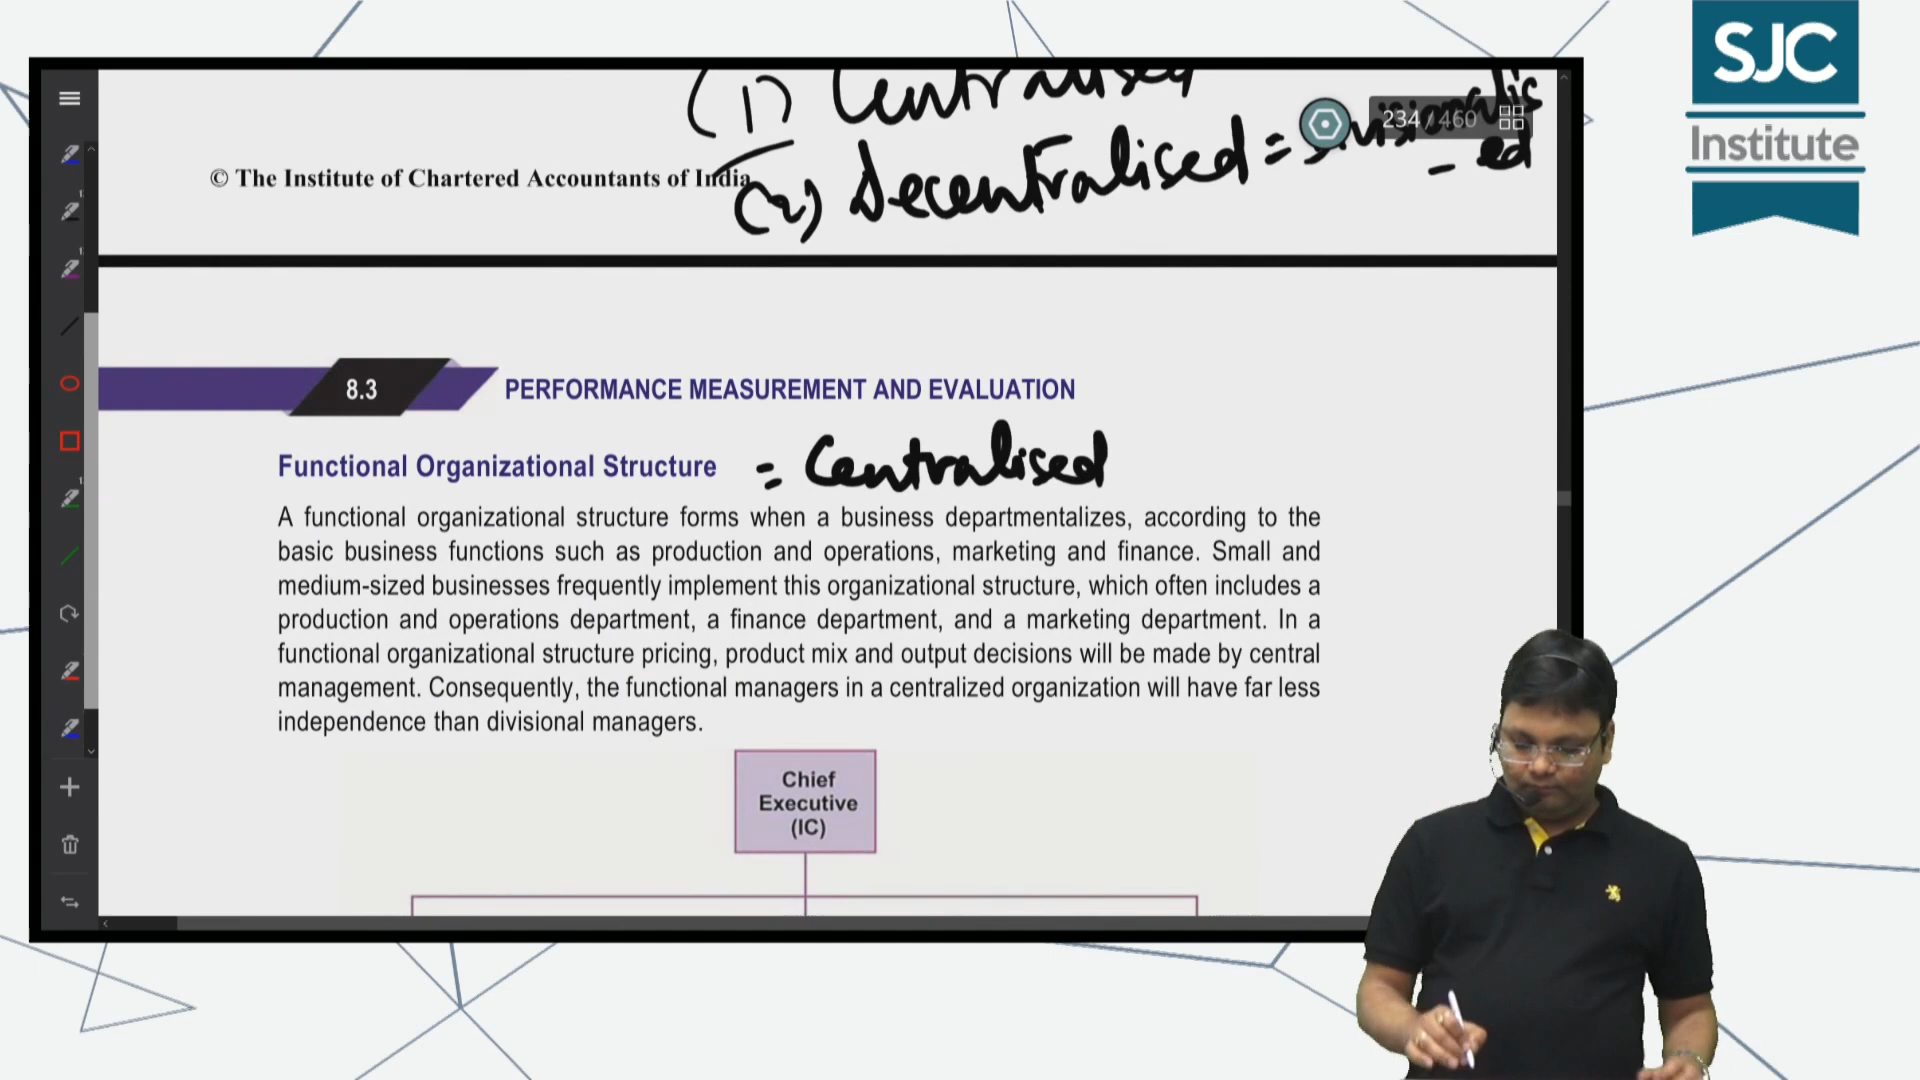 SJC
Institute
(1) Centralised
234 / 460
(2) Decentralised = Divisionalis
- ed
© The Institute of Chartered Accountants of India
8.3
PERFORMANCE MEASUREMENT AND EVALUATION
Functional Organizational Structure = Centralised
A functional organizational structure forms when a business departmentalizes, according to the
basic business functions such as production and operations, marketing and finance. Small and
medium-sized businesses frequently implement this organizational structure, which often includes a
production and operations department, a finance department, and a marketing department. In a
functional organizational structure pricing, product mix and output decisions will be made by central
management. Consequently, the functional managers in a centralized organization will have far less
independence than divisional managers.
Chief
Executive
(IC)